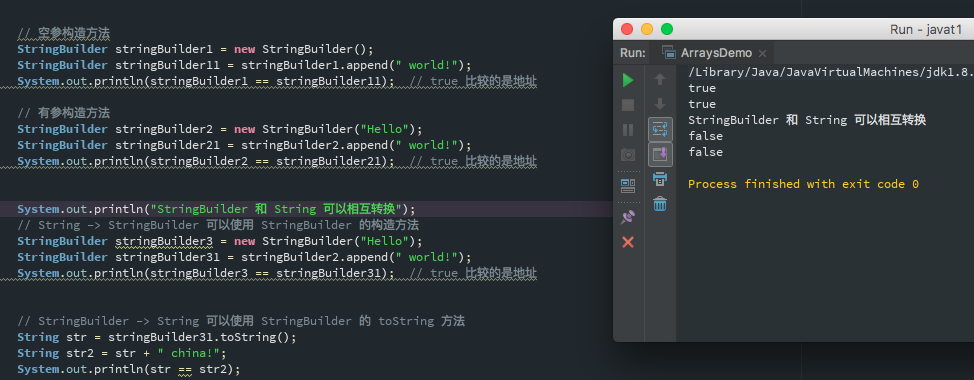 // 空参构造方法
StringBuilder stringBuilder1 = new StringBuilder();
StringBuilder stringBuilder11 = stringBuilder1.append(" world!");
System.out.println(stringBuilder1 == stringBuilder11);  // true 比较的是地址
// 有参构造方法
StringBuilder stringBuilder2 = new StringBuilder("Hello");
StringBuilder stringBuilder21 = stringBuilder2.append(" world!");
System.out.println(stringBuilder2 == stringBuilder21);  // true 比较的是地址
System.out.println("StringBuilder 和 String 可以相互转换");
// String -> StringBuilder 可以使用 StringBuilder 的构造方法
StringBuilder stringBuilder3 = new StringBuilder("Hello");
StringBuilder stringBuilder31 = stringBuilder2.append(" world!");
System.out.println(stringBuilder3 == stringBuilder31);  // true 比较的是地址
// StringBuilder -> String 可以使用 StringBuilder 的 toString 方法
String str = stringBuilder31.toString();
String str2 = str + " china!";
System.out.println(str == str2);
Run - javat1
Run: ArraysDemo
/Library/Java/JavaVirtualMachines/jdk1.8.
true
true
StringBuilder 和 String 可以相互转换
false
false
Process finished with exit code 0